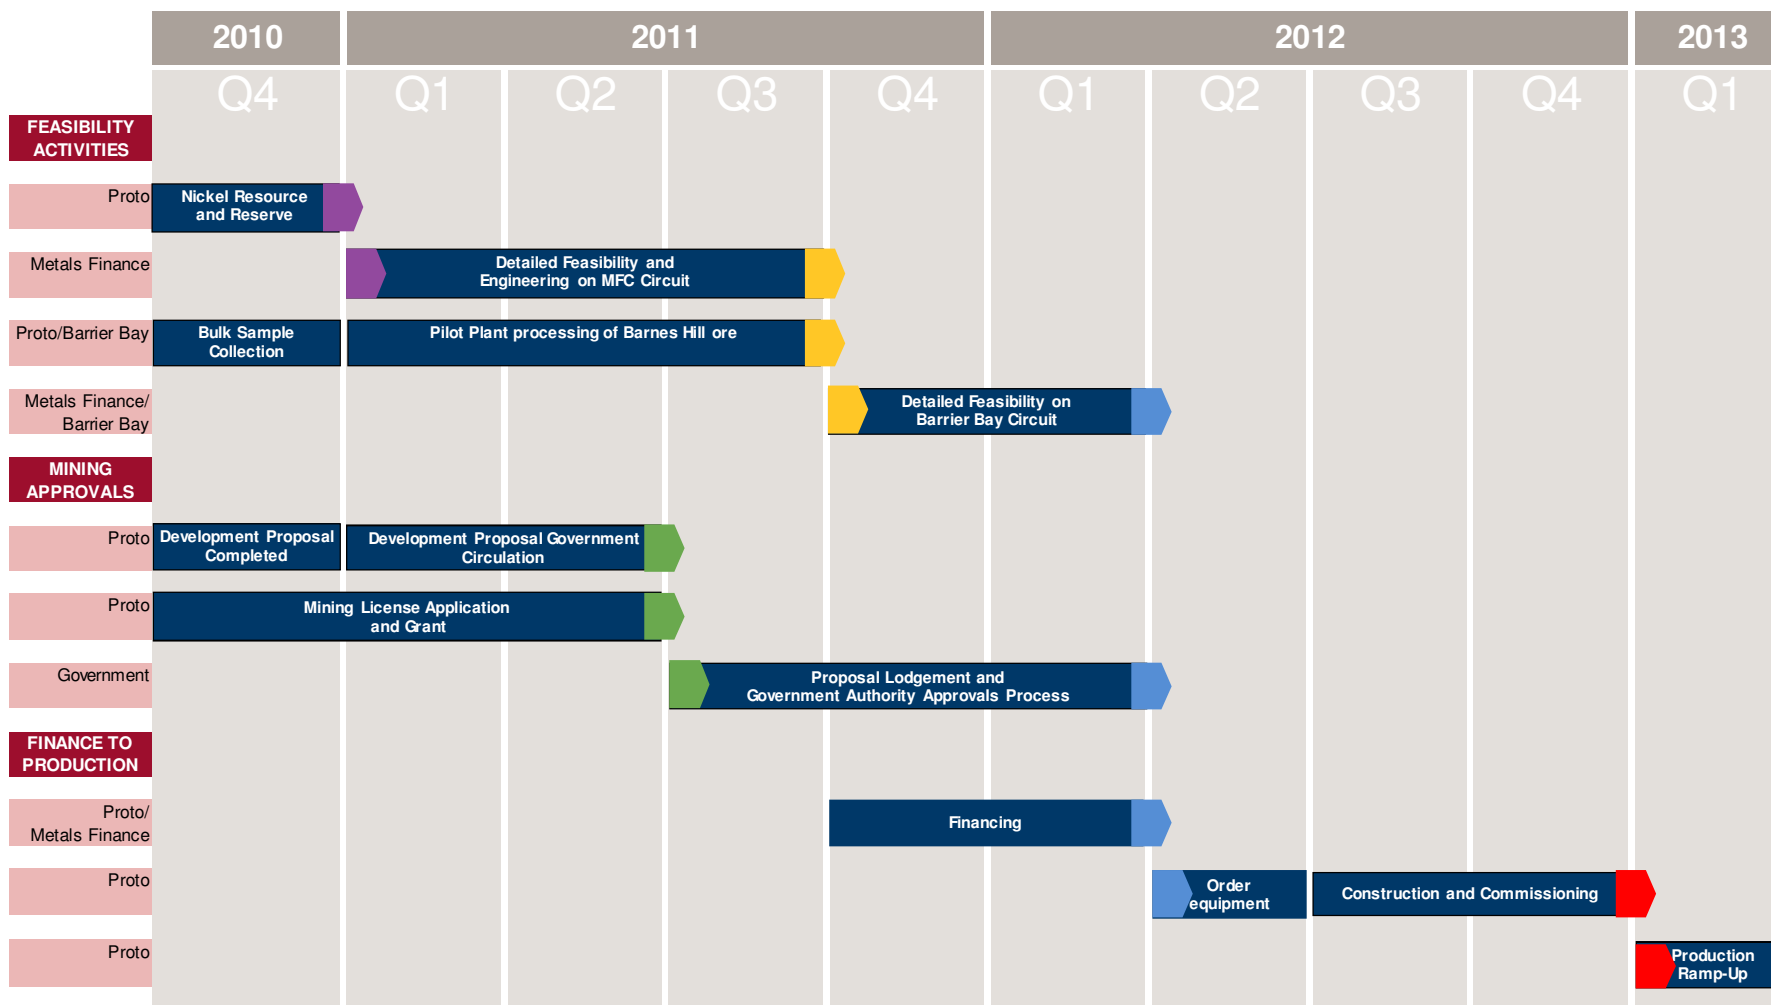 2010 2011 2012 2013
Q4 Q1 Q2 Q3 Q4 Q1 Q2 Q3 Q4 Q1
FEASIBILITY
ACTIVITIES
Proto
Nickel Resource
and Reserve
Metals Finance
Detailed Feasibility and
Engineering on MFC Circuit
Proto/Barrier Bay
Bulk Sample
Collection
Pilot Plant processing of Barnes Hill ore
Metals Finance/
Barrier Bay
Detailed Feasibility on
Barrier Bay Circuit
MINING
APPROVALS
Proto
Development Proposal
Completed
Development Proposal Government
Circulation
Proto
Mining License Application
and Grant
Government
Proposal Lodgement and
Government Authority Approvals Process
FINANCE TO
PRODUCTION
Proto/
Metals Finance
Financing
Proto
Order
equipment
Construction and Commissioning
Proto
Production
Ramp-Up